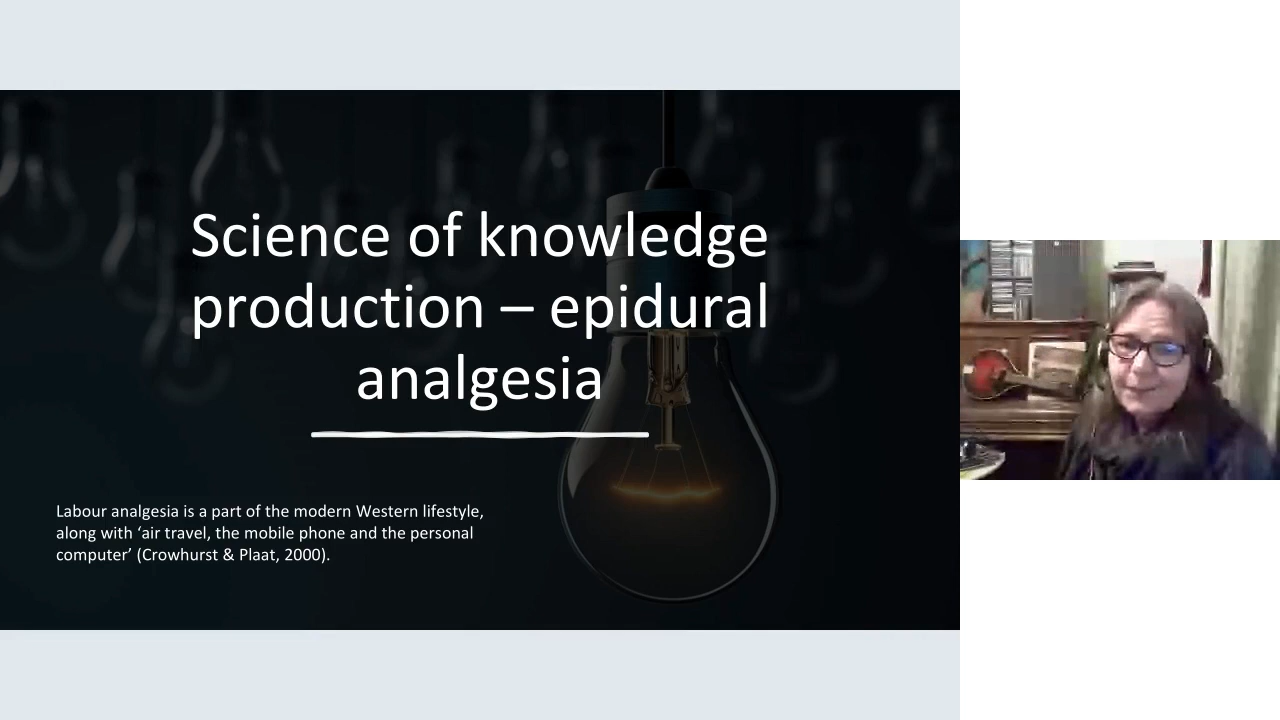 Science of knowledge
production – epidural
analgesia
Labour analgesia is a part of the modern Western lifestyle,
along with ‘air travel, the mobile phone and the personal
computer’ (Crowhurst & Plaat, 2000).